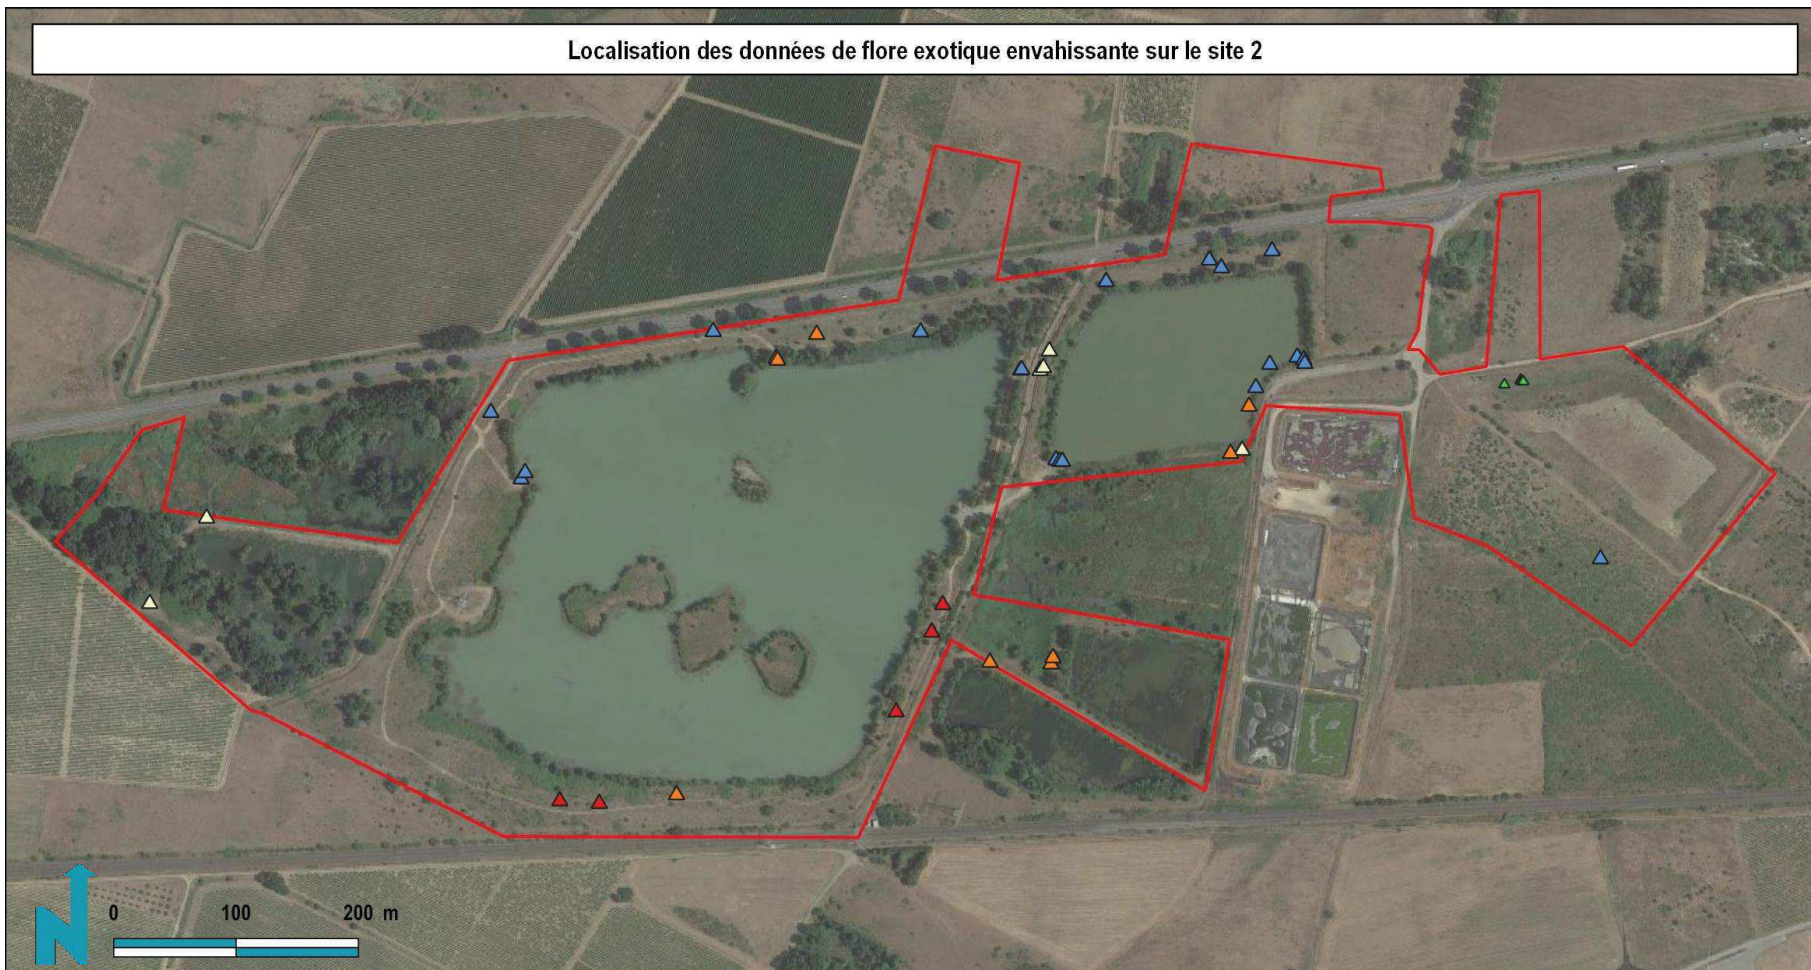 Localisation des données de flore exotique envahissante sur le site 2
N
0 100 200 m